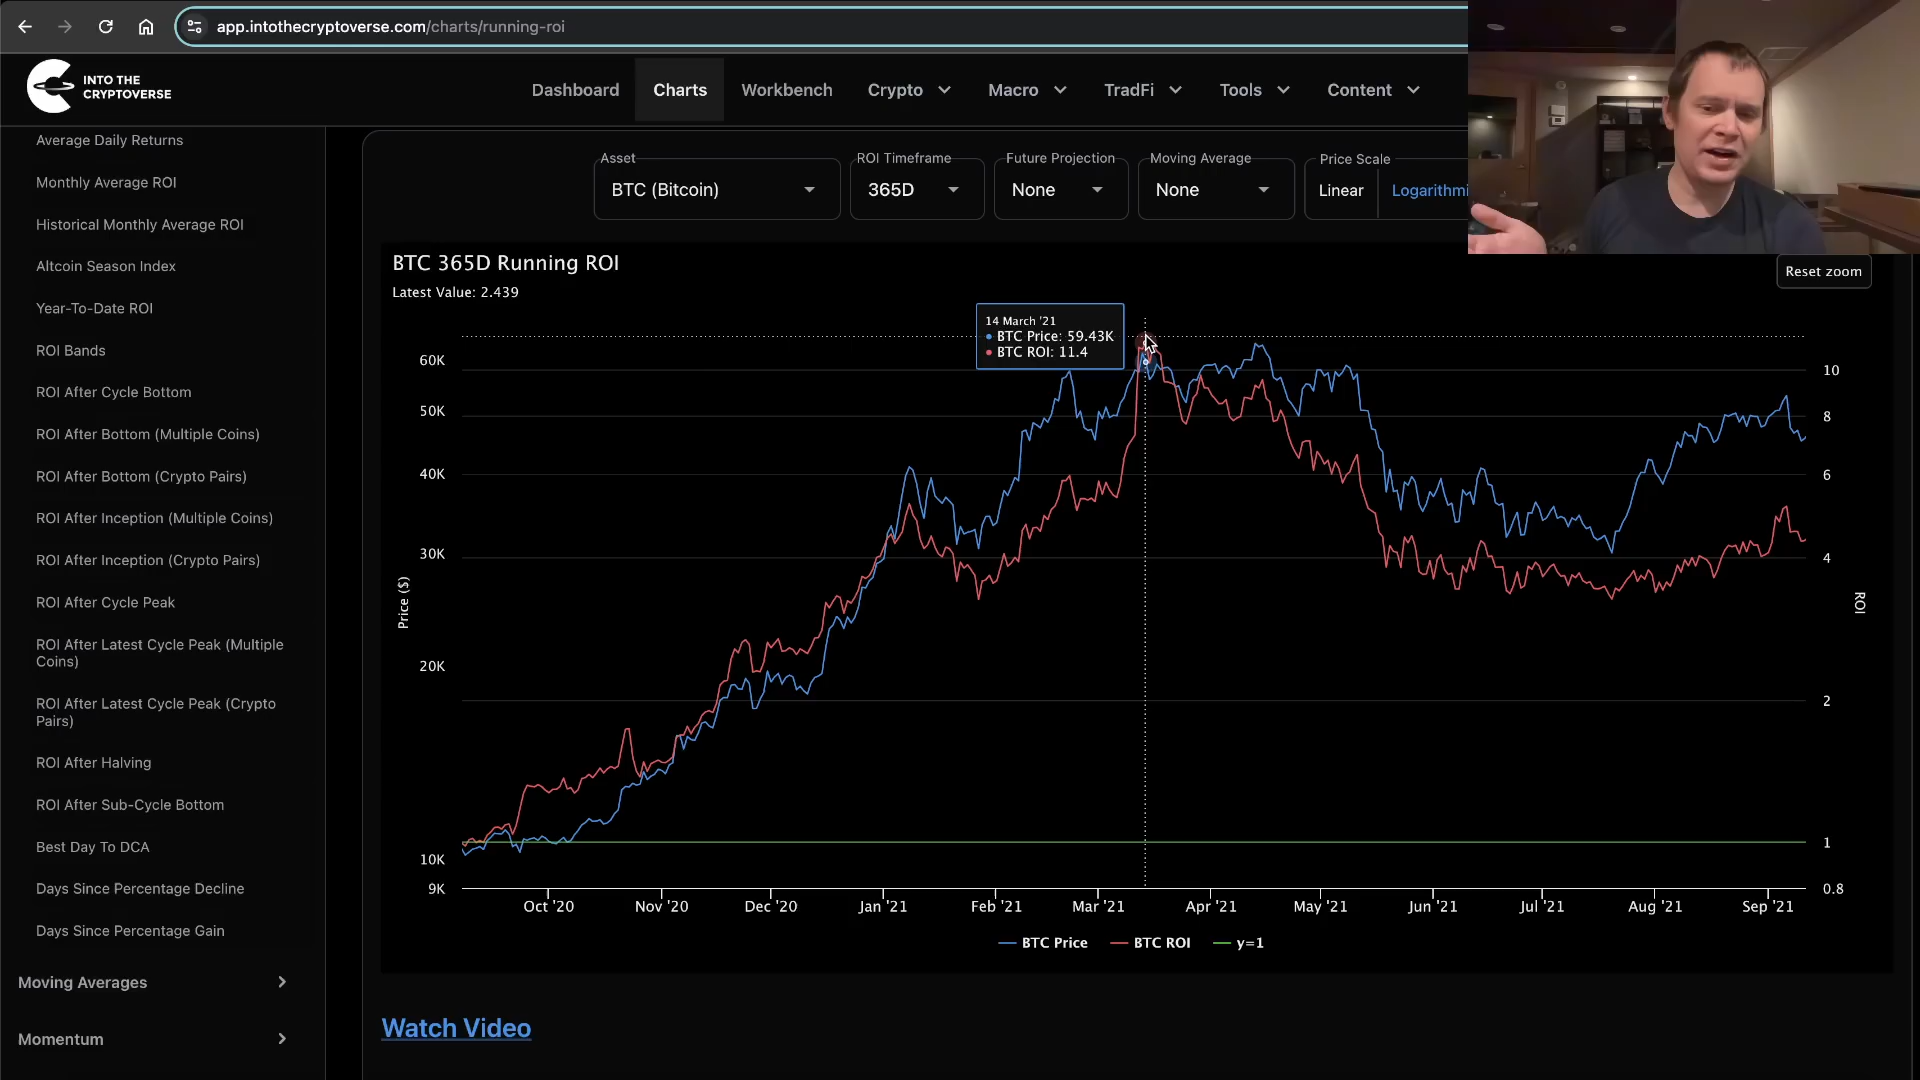 app.intothecryptoverse.com/charts/running-roi
INTO THE
CRYPTOVERSE
Dashboard
Charts
Workbench
Crypto
Macro
TradFi
Tools
Content
Average Daily Returns
Monthly Average ROI
Historical Monthly Average ROI
Altcoin Season Index
Year-To-Date ROI
ROI Bands
ROI After Cycle Bottom
ROI After Bottom (Multiple Coins)
ROI After Bottom (Crypto Pairs)
ROI After Inception (Multiple Coins)
ROI After Inception (Crypto Pairs)
ROI After Cycle Peak
ROI After Latest Cycle Peak (Multiple
Coins)
ROI After Latest Cycle Peak (Crypto
Pairs)
ROI After Halving
ROI After Sub-Cycle Bottom
Best Day To DCA
Days Since Percentage Decline
Days Since Percentage Gain
Moving Averages
Momentum
Asset
BTC (Bitcoin)
ROI Timeframe
365D
Future Projection
None
Moving Average
None
Price Scale
Linear
Logarithmi
BTC 365D Running ROI
Latest Value: 2.439
Reset zoom
14 March '21
BTC Price: 59.43K
BTC ROI: 11.4
60K
50K
40K
30K
20K
10K
9K
Price ($)
10
8
6
4
2
1
0.8
ROI
Oct '20
Nov '20
Dec '20
Jan '21
Feb '21
Mar '21
Apr '21
May '21
Jun '21
Jul '21
Aug '21
Sep '21
BTC Price
BTC ROI
y=1
Watch Video